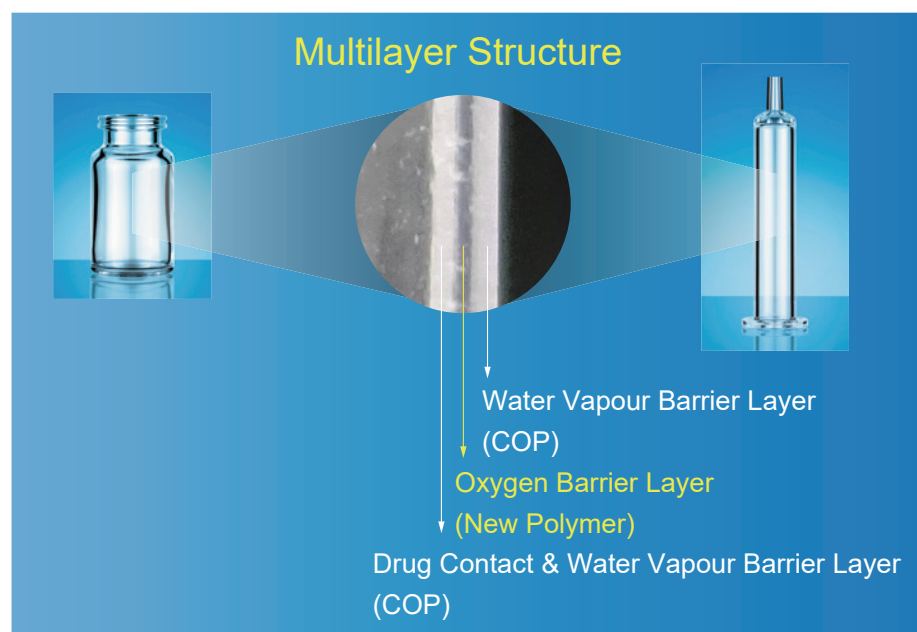 Multilayer Structure
Water Vapour Barrier Layer
(COP)
Oxygen Barrier Layer
(New Polymer)
Drug Contact & Water Vapour Barrier Layer
(COP)